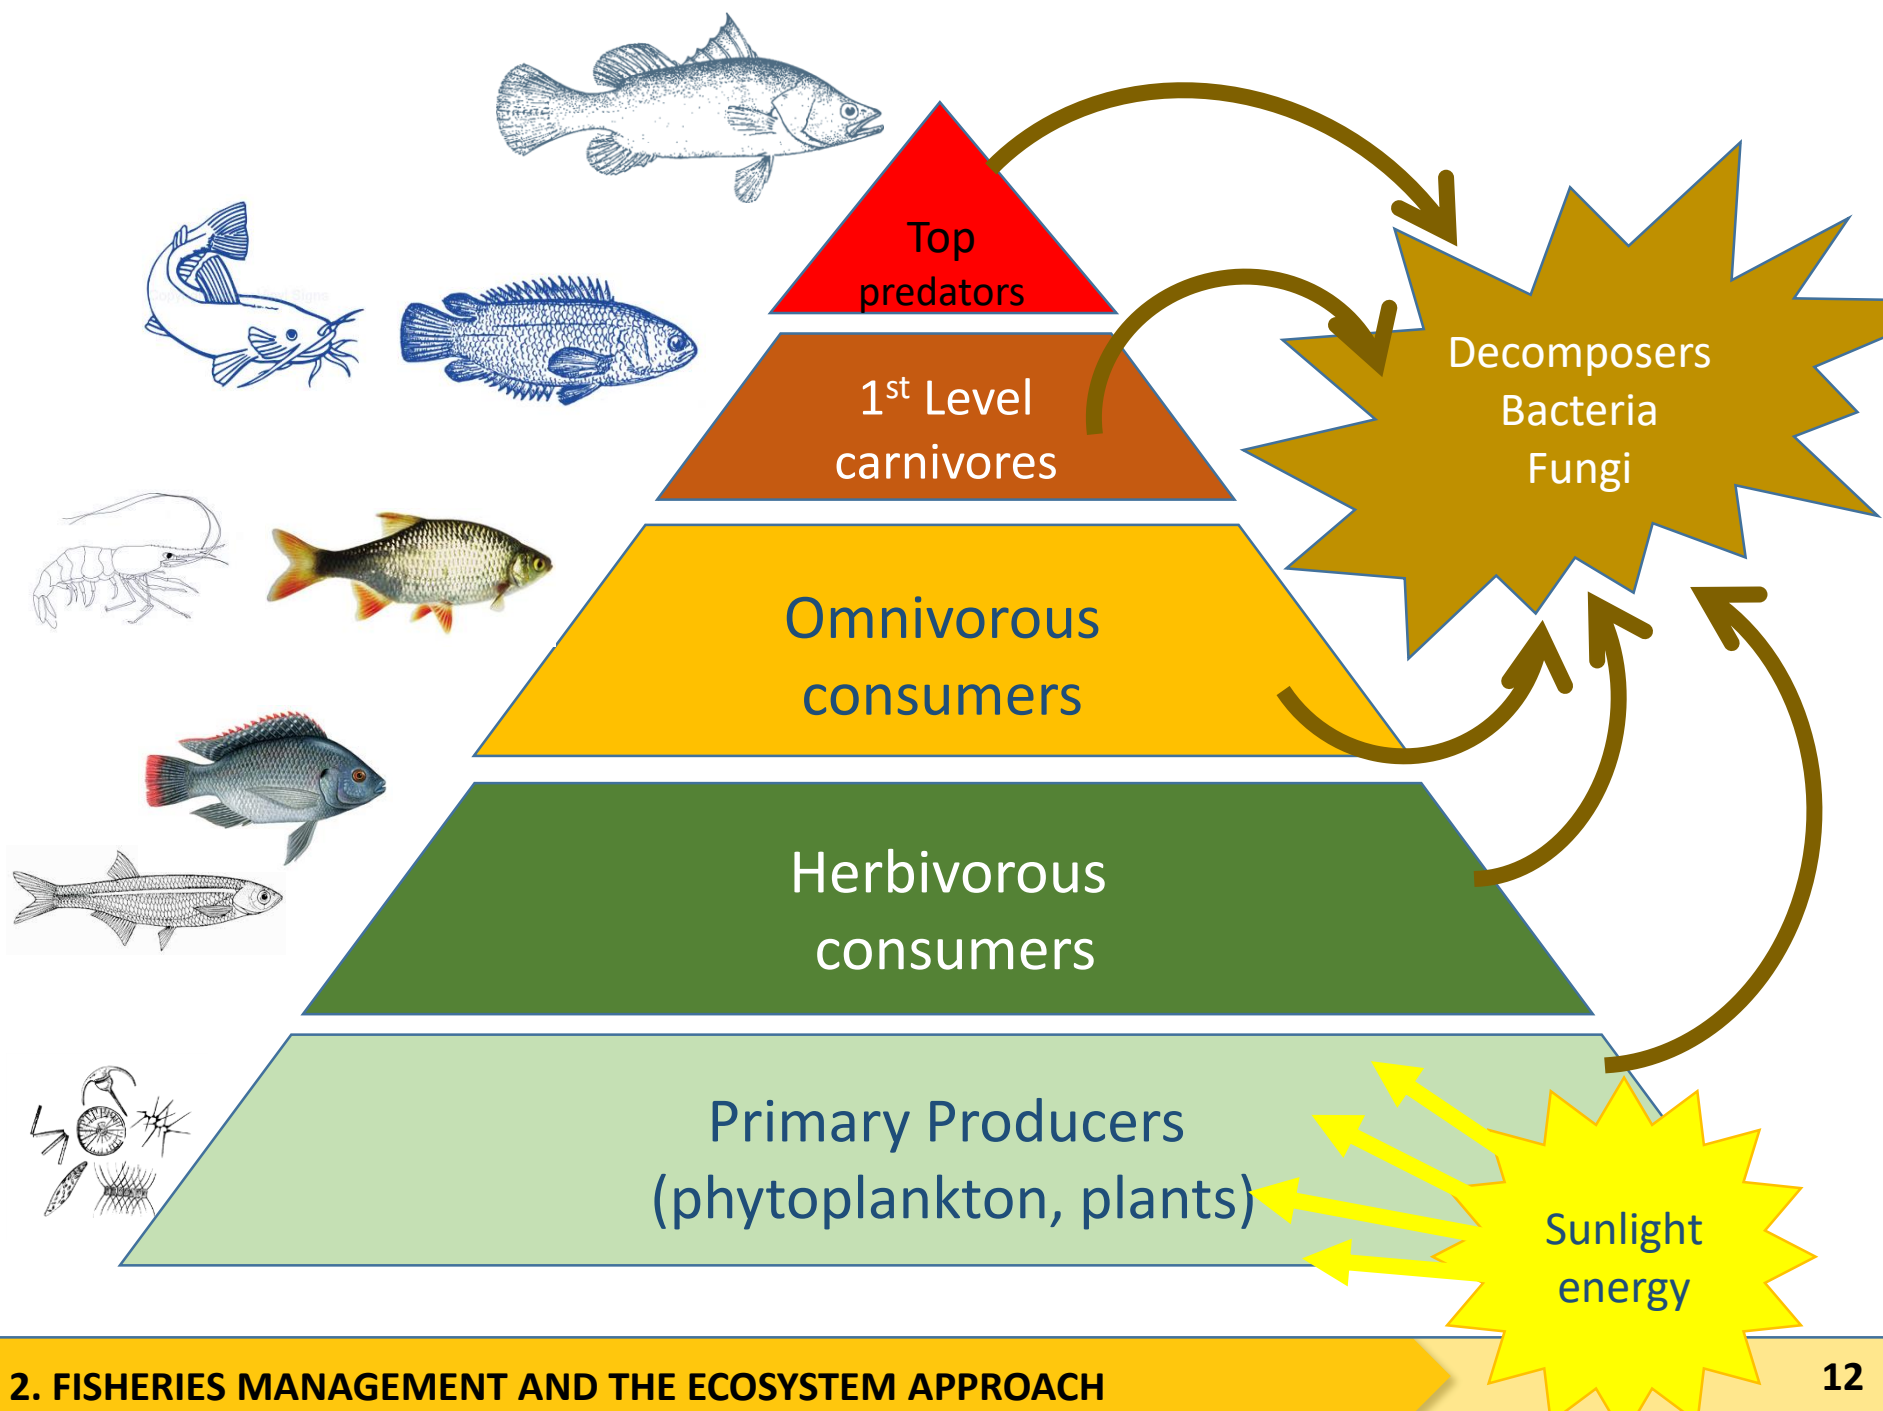 Top
predators
1st Level
carnivores
Omnivorous
consumers
Herbivorous
consumers
Primary Producers
(phytoplankton, plants)
Decomposers
Bacteria
Fungi
Sunlight
energy
2. FISHERIES MANAGEMENT AND THE ECOSYSTEM APPROACH
12